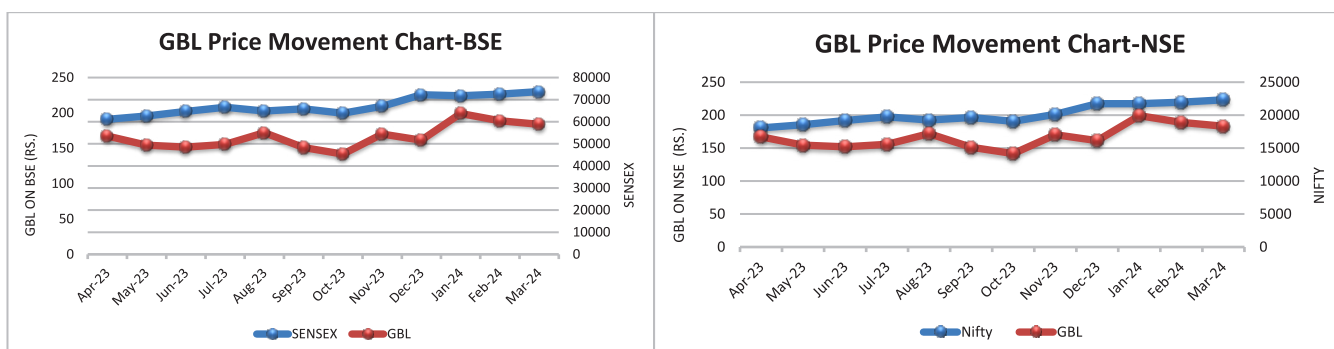 GBL Price Movement Chart-BSE
GBL ON BSE (RS.)
250
200
150
100
50
0
80000
70000
60000
50000
40000
30000
20000
10000
0
SENSEX
Apr-23 May-23 Jun-23 Jul-23 Aug-23 Sep-23 Oct-23 Nov-23 Dec-23 Jan-24 Feb-24 Mar-24
SENSEX GBL
GBL Price Movement Chart-NSE
GBL ON NSE (RS.)
250
200
150
100
50
0
25000
20000
15000
10000
5000
0
NIFTY
Apr-23 May-23 Jun-23 Jul-23 Aug-23 Sep-23 Oct-23 Nov-23 Dec-23 Jan-24 Feb-24 Mar-24
Nifty GBL